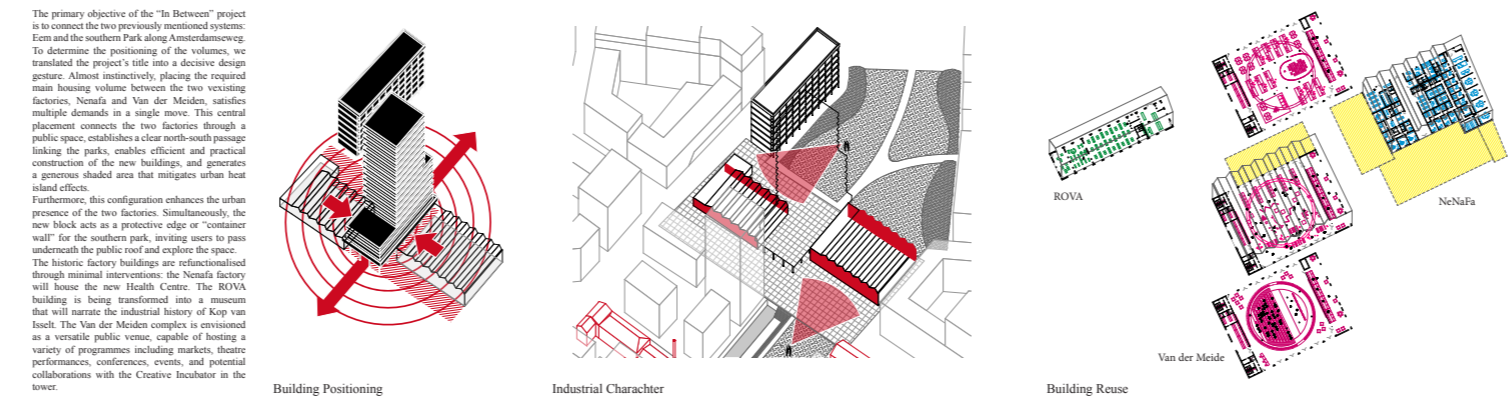 The primary objective of the “In Between” project
is to connect the two previously mentioned systems:
Eem and the southern Park along Amsterdamseweg.
To determine the positioning of the volumes, we
translated the project’s title into a decisive design
gesture. Almost instinctively, placing the required
main housing volume between the two vexisting
factories, Nenafa and Van der Meiden, satisfies
multiple demands in a single move. This central
placement connects the two factories through a
public space, establishes a clear north-south passage
linking the parks, enables efficient and practical
construction of the new buildings, and generates
a generous shaded area that mitigates urban heat
island effects.
Furthermore, this configuration enhances the urban
presence of the two factories. Simultaneously, the
new block acts as a protective edge or “container
wall” for the southern park, inviting users to pass
underneath the public roof and explore the space.
The historic factory buildings are refunctionalised
through minimal interventions: the Nenafa factory
will house the new Health Centre. The ROVA
building is being transformed into a museum
that will narrate the industrial history of Kop van
Isselt. The Van der Meiden complex is envisioned
as a versatile public venue, capable of hosting a
variety of programmes including markets, theatre
performances, conferences, events, and potential
collaborations with the Creative Incubator in the
tower.
Building Positioning
Industrial Charachter
ROVA
NeNaFa
Van der Meide
Building Reuse